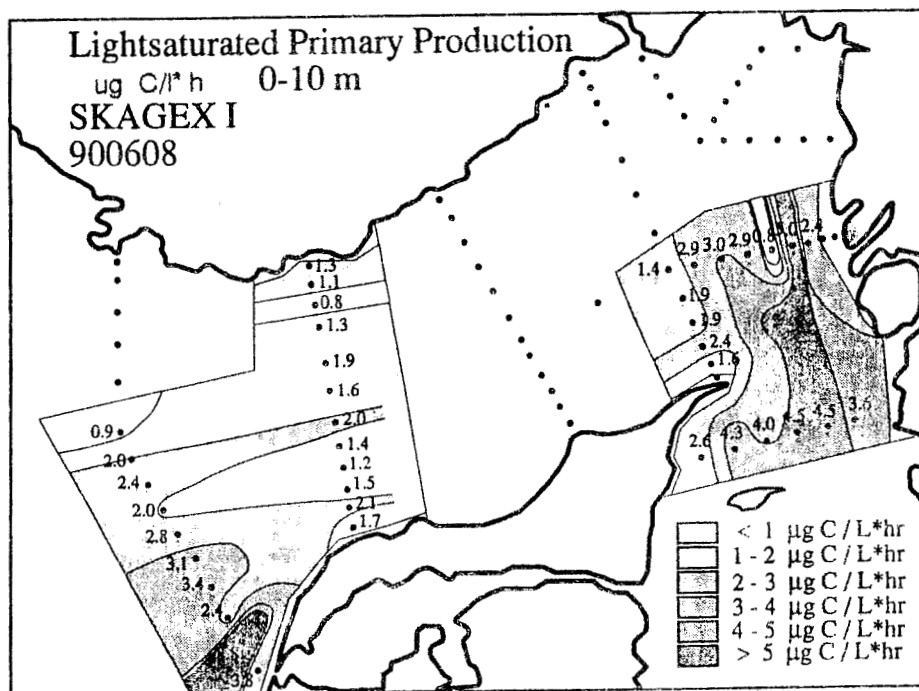 Lightsaturated Primary Production
ug C/l* h 0-10 m
SKAGEX I
900608
1.3
1.1
0.8
1.3
1.9
1.6
2.0
1.4
1.2
1.5
2.1
1.7
0.9
2.0
2.4
2.0
2.8
3.1
3.4
2.4
3.8
1.4
2.9 3.0 2.9 0.8 2.4
1.9
1.9
2.4
1.6
2.6 4.3 4.0 4.5 3.6
< 1 µg C / L*hr
1 - 2 µg C / L*hr
2 - 3 µg C / L*hr
3 - 4 µg C / L*hr
4 - 5 µg C / L*hr
> 5 µg C / L*hr